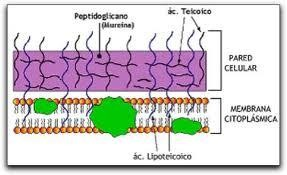 ác. Teicoico
Peptidoglicano
(Mureína)
PARED
CELULAR
MEMBRANA
CITOPLÁSMICA
ác. Lipoteicoico